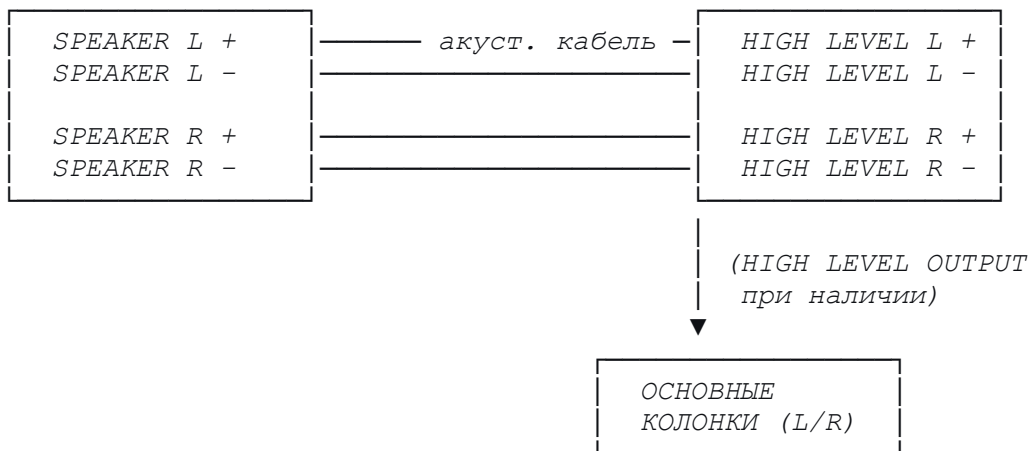 SPEAKER L + акуст. кабель HIGH LEVEL L +
SPEAKER L - HIGH LEVEL L -
SPEAKER R + HIGH LEVEL R +
SPEAKER R - HIGH LEVEL R -
(HIGH LEVEL OUTPUT
при наличии)
ОСНОВНЫЕ
КОЛОНКИ (L/R)